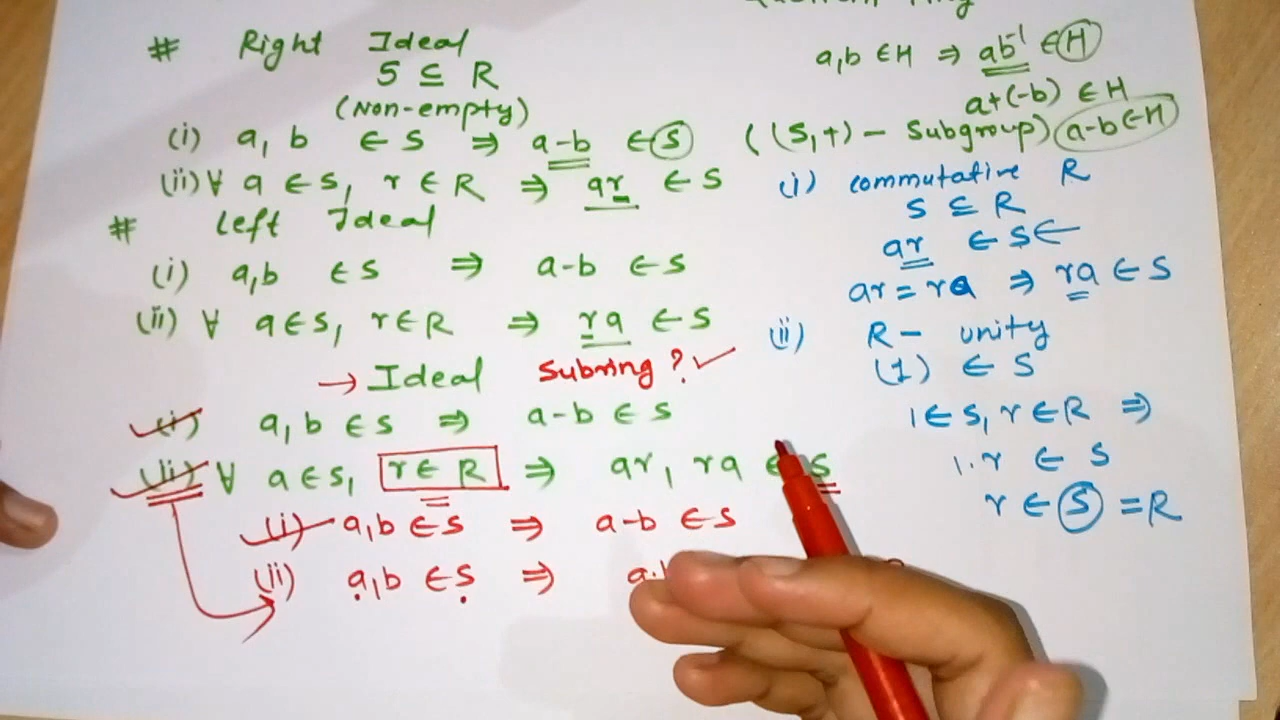 # Right Ideal
S ⊆ R
(Non-empty)
(i) a, b ∈ S ⇒ a-b ∈ S
(ii) ∀ a ∈ S, r ∈ R ⇒ ar ∈ S
# Left Ideal
(i) a,b ∈ S ⇒ a-b ∈ S
(ii) ∀ a∈S, r∈R ⇒ ra ∈ S
→ Ideal Subring ? ✓
(i) a,b ∈ S ⇒ a-b ∈ S
(ii) ∀ a∈S, r∈R ⇒ ar, ra ∈ S
(i) a,b ∈ S ⇒ a-b ∈ S
(ii) a,b ∈ S ⇒
Ring
a,b ∈ H ⇒ ab⁻¹ ∈ H
a+(-b) ∈ H
((S,+) - Subgroup) a-b ∈ H
(i) commutative R
S ⊆ R
ar ∈ S ←
ar = ra ⇒ ra ∈ S
(ii) R - unity
(1) ∈ S
1 ∈ S, r ∈ R ⇒
1.r ∈ S
r ∈ S = R